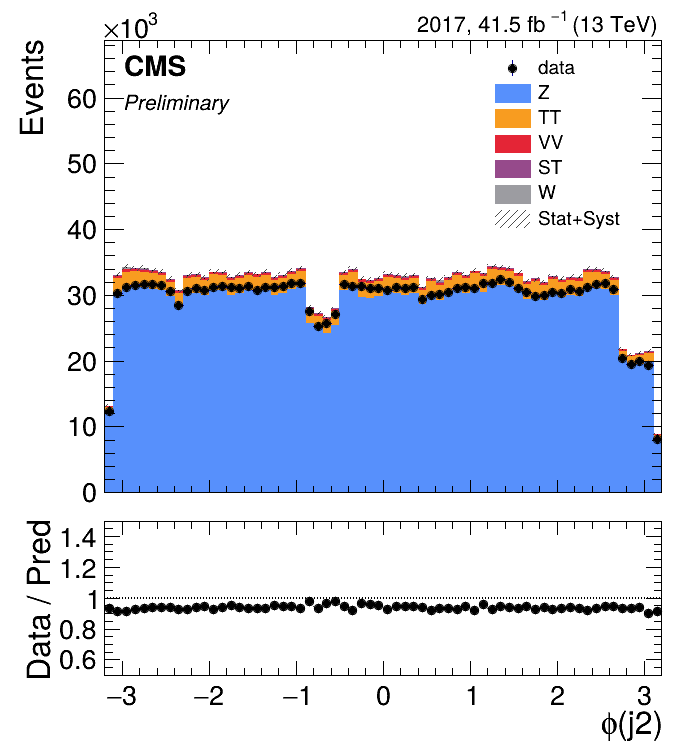 ×10³
2017, 41.5 fb⁻¹ (13 TeV)
CMS
Preliminary
data
Z
TT
VV
ST
W
Stat+Syst
Events
60
50
40
30
20
10
0
Data / Pred
1.4
1.2
1
0.8
0.6
−3 −2 −1 0 1 2 3
ϕ(j2)